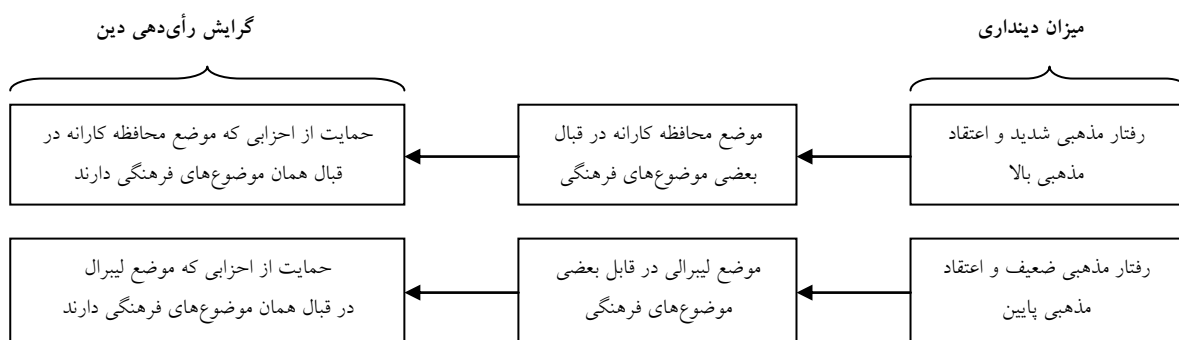 میزان دینداری
گرایش رأی‌دهی دین
رفتار مذهبی شدید و اعتقاد
مذهبی بالا
موضع محافظه کارانه در قبال
بعضی موضوع‌های فرهنگی
حمایت از احزابی که موضع محافظه کارانه در
قبال همان موضوع‌های فرهنگی دارند
رفتار مذهبی ضعیف و اعتقاد
مذهبی پایین
موضع لیبرالی در قابل بعضی
موضوع‌های فرهنگی
حمایت از احزابی که موضع لیبرال
در قبال همان موضوع‌های فرهنگی دارند